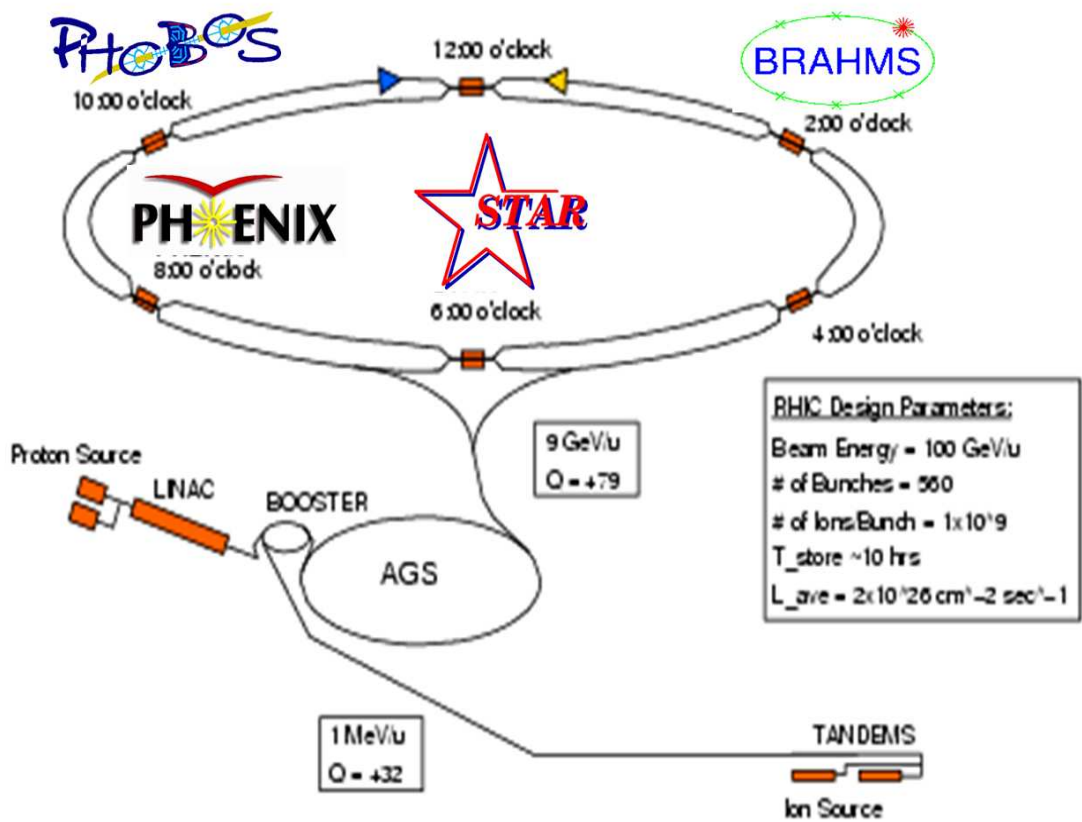 PHOBOS
12:00 o'clock
BRAHMS
10:00 o'clock
2:00 o'clock
PHOENIX
STAR
8:00 o'clock
6:00 o'clock
4:00 o'clock
RHIC Design Parameters:
Beam Energy = 100 GeV/u
# of Bunches = 560
# of Ions/Bunch = 1x10^9
T_store ~10 hrs
L_ave = 2x10^26 cm^-2 sec^-1
9 GeV/u
Q = +79
Proton Source
LINAC
BOOSTER
AGS
1 MeV/u
Q = +32
TANDEMS
Ion Source